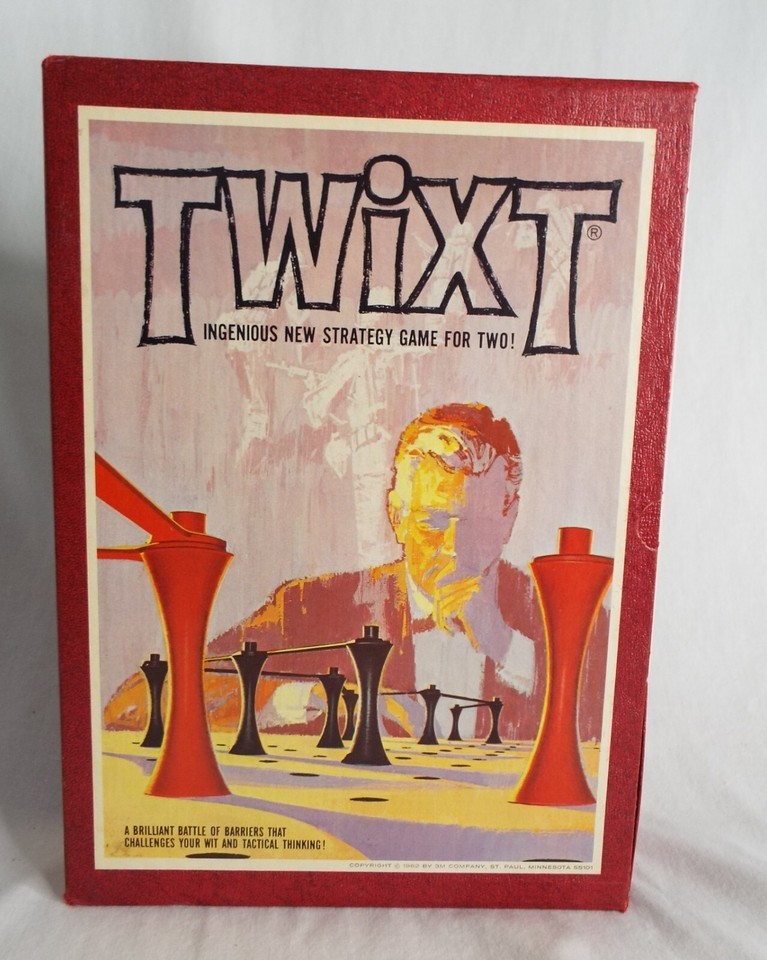 TWiXT®
INGENIOUS NEW STRATEGY GAME FOR TWO!
A BRILLIANT BATTLE OF BARRIERS THAT
CHALLENGES YOUR WIT AND TACTICAL THINKING!
COPYRIGHT © 1962 BY 3M COMPANY, ST. PAUL, MINNESOTA 55101